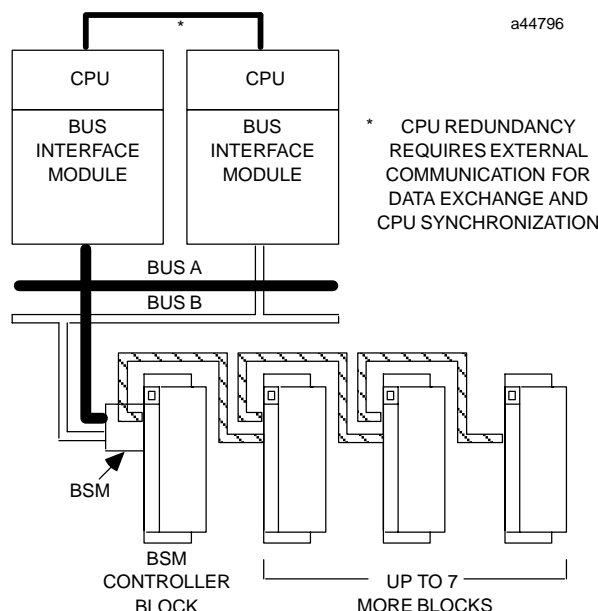 a44796
*
CPU
CPU
BUS
INTERFACE
MODULE
BUS
INTERFACE
MODULE
* CPU REDUNDANCY
REQUIRES EXTERNAL
COMMUNICATION FOR
DATA EXCHANGE AND
CPU SYNCHRONIZATION
BUS A
BUS B
BSM
BSM
CONTROLLER
BLOCK
UP TO 7
MORE BLOCKS